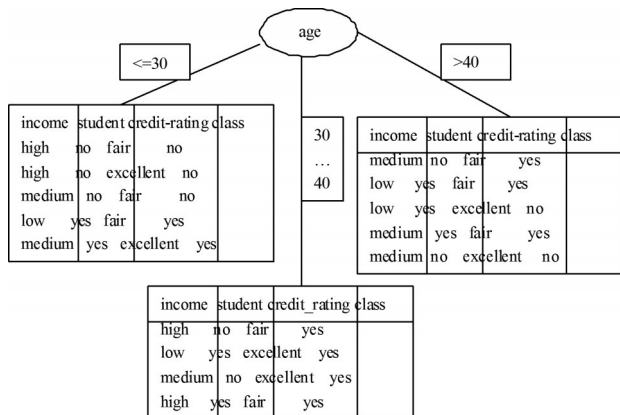 age
<=30
>40
30
...
40
income student credit-rating class
high no fair no
high no excellent no
medium no fair no
low yes fair yes
medium yes excellent yes
income student credit-rating class
medium no fair yes
low yes fair yes
low yes excellent no
medium yes fair yes
medium no excellent no
income student credit_rating class
high no fair yes
low yes excellent yes
medium no excellent yes
high yes fair yes